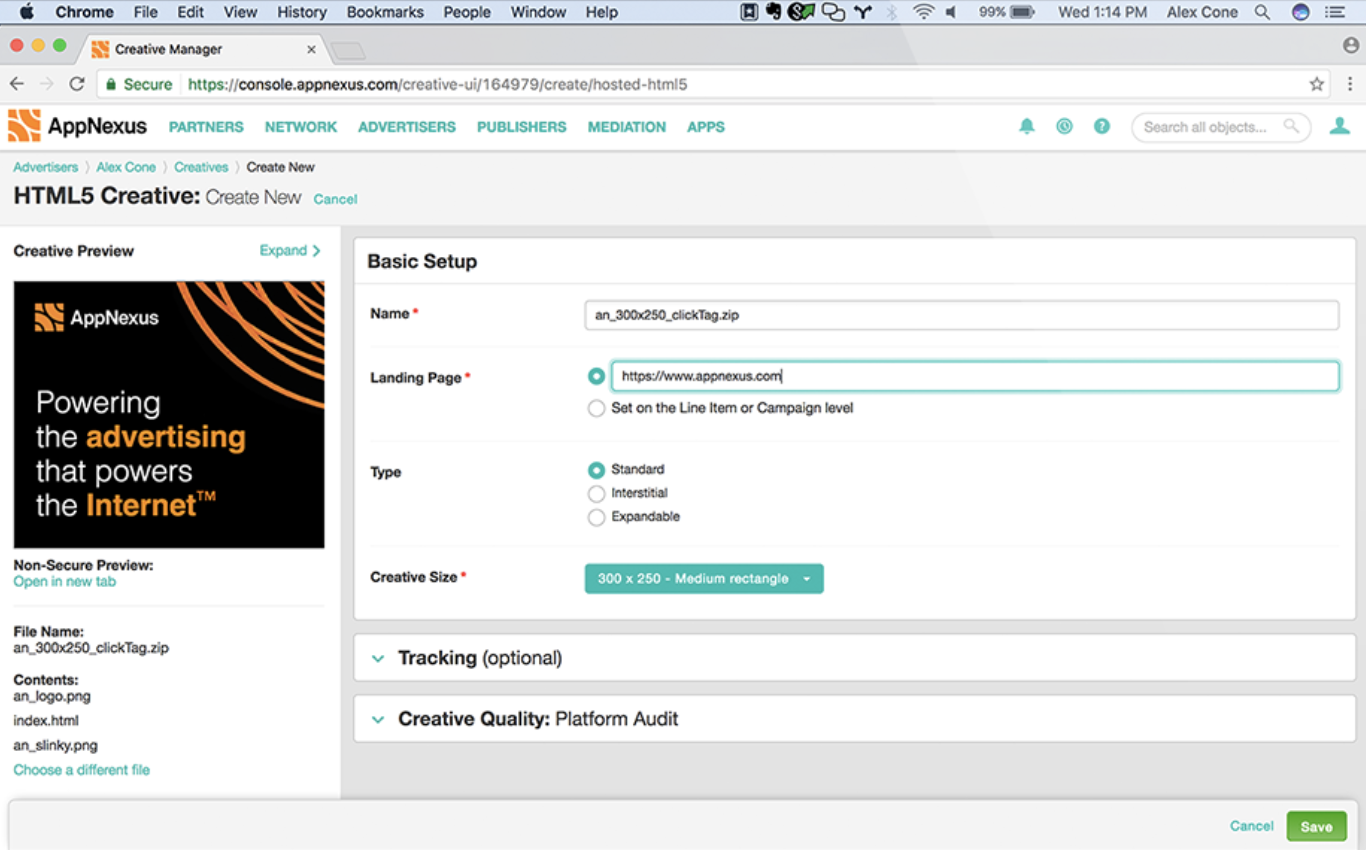 Chrome File Edit View History Bookmarks People Window Help 99% Wed 1:14 PM Alex Cone
Creative Manager
Secure https://console.appnexus.com/creative-ui/164979/create/hosted-html5
AppNexus PARTNERS NETWORK ADVERTISERS PUBLISHERS MEDIATION APPS Search all objects...
Advertisers Alex Cone Creatives Create New
HTML5 Creative: Create New Cancel
Creative Preview Expand
AppNexus
Powering
the advertising
that powers
the Internet™
Non-Secure Preview:
Open in new tab
File Name:
an_300x250_clickTag.zip
Contents:
an_logo.png
index.html
an_slinky.png
Choose a different file
Basic Setup
Name* an_300x250_clickTag.zip
Landing Page* https://www.appnexus.com
Set on the Line Item or Campaign level
Type Standard
Interstitial
Expandable
Creative Size* 300 x 250 - Medium rectangle
Tracking (optional)
Creative Quality: Platform Audit
Cancel Save